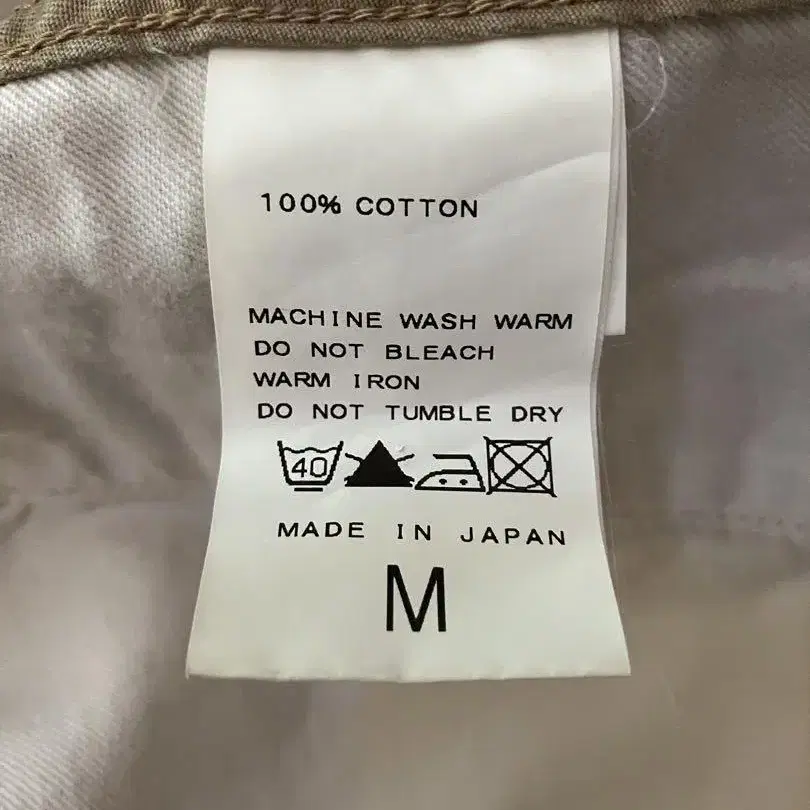 100% COTTON
MACHINE WASH WARM
DO NOT BLEACH
WARM IRON
DO NOT TUMBLE DRY
40
MADE IN JAPAN
M